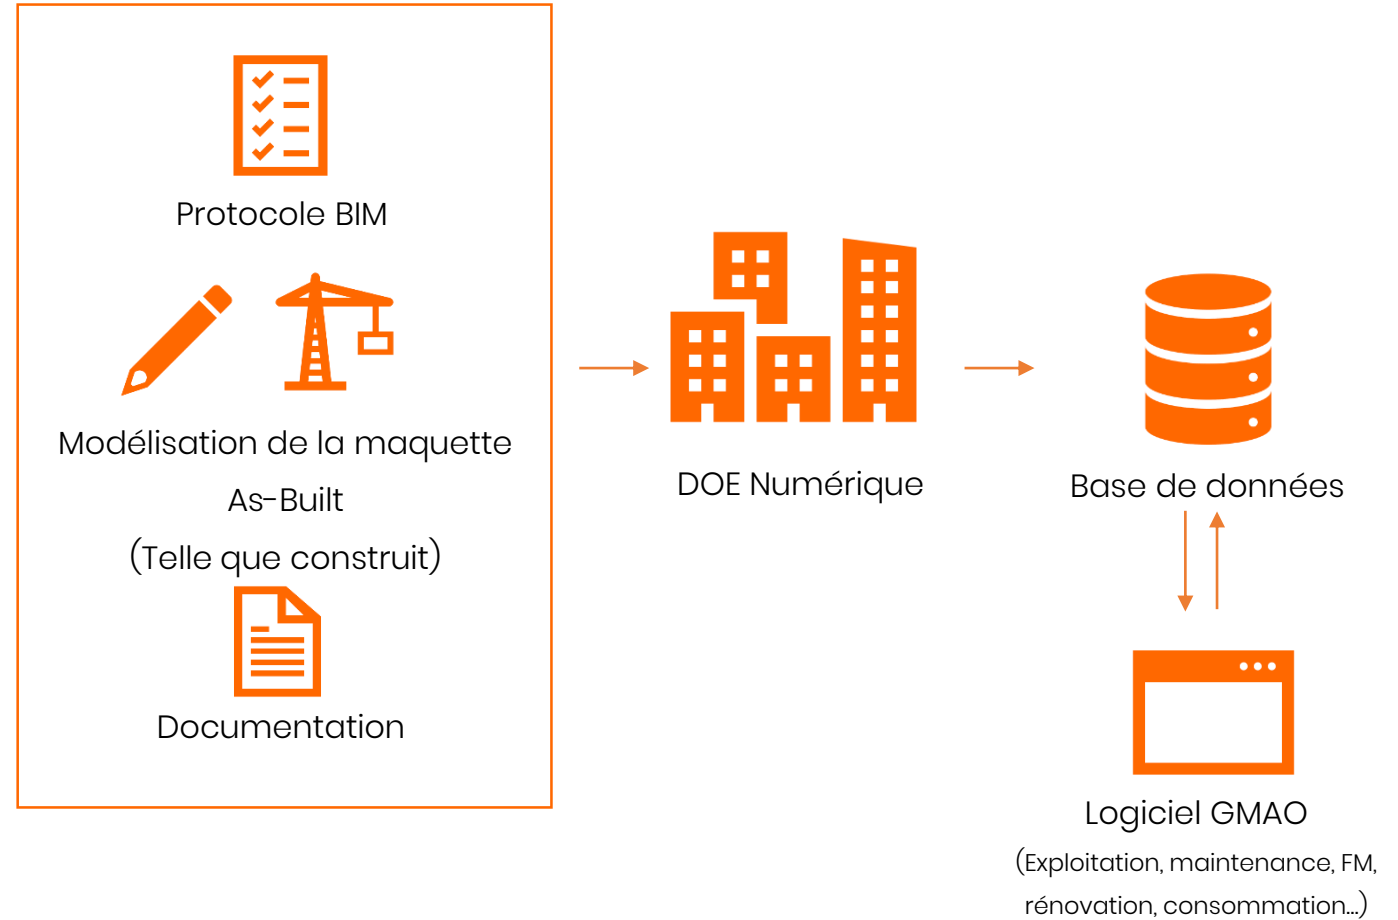 Protocole BIM
Modélisation de la maquette
As-Built
(Telle que construit)
Documentation
DOE Numérique
Base de données
Logiciel GMAO
(Exploitation, maintenance, FM,
rénovation, consommation...)